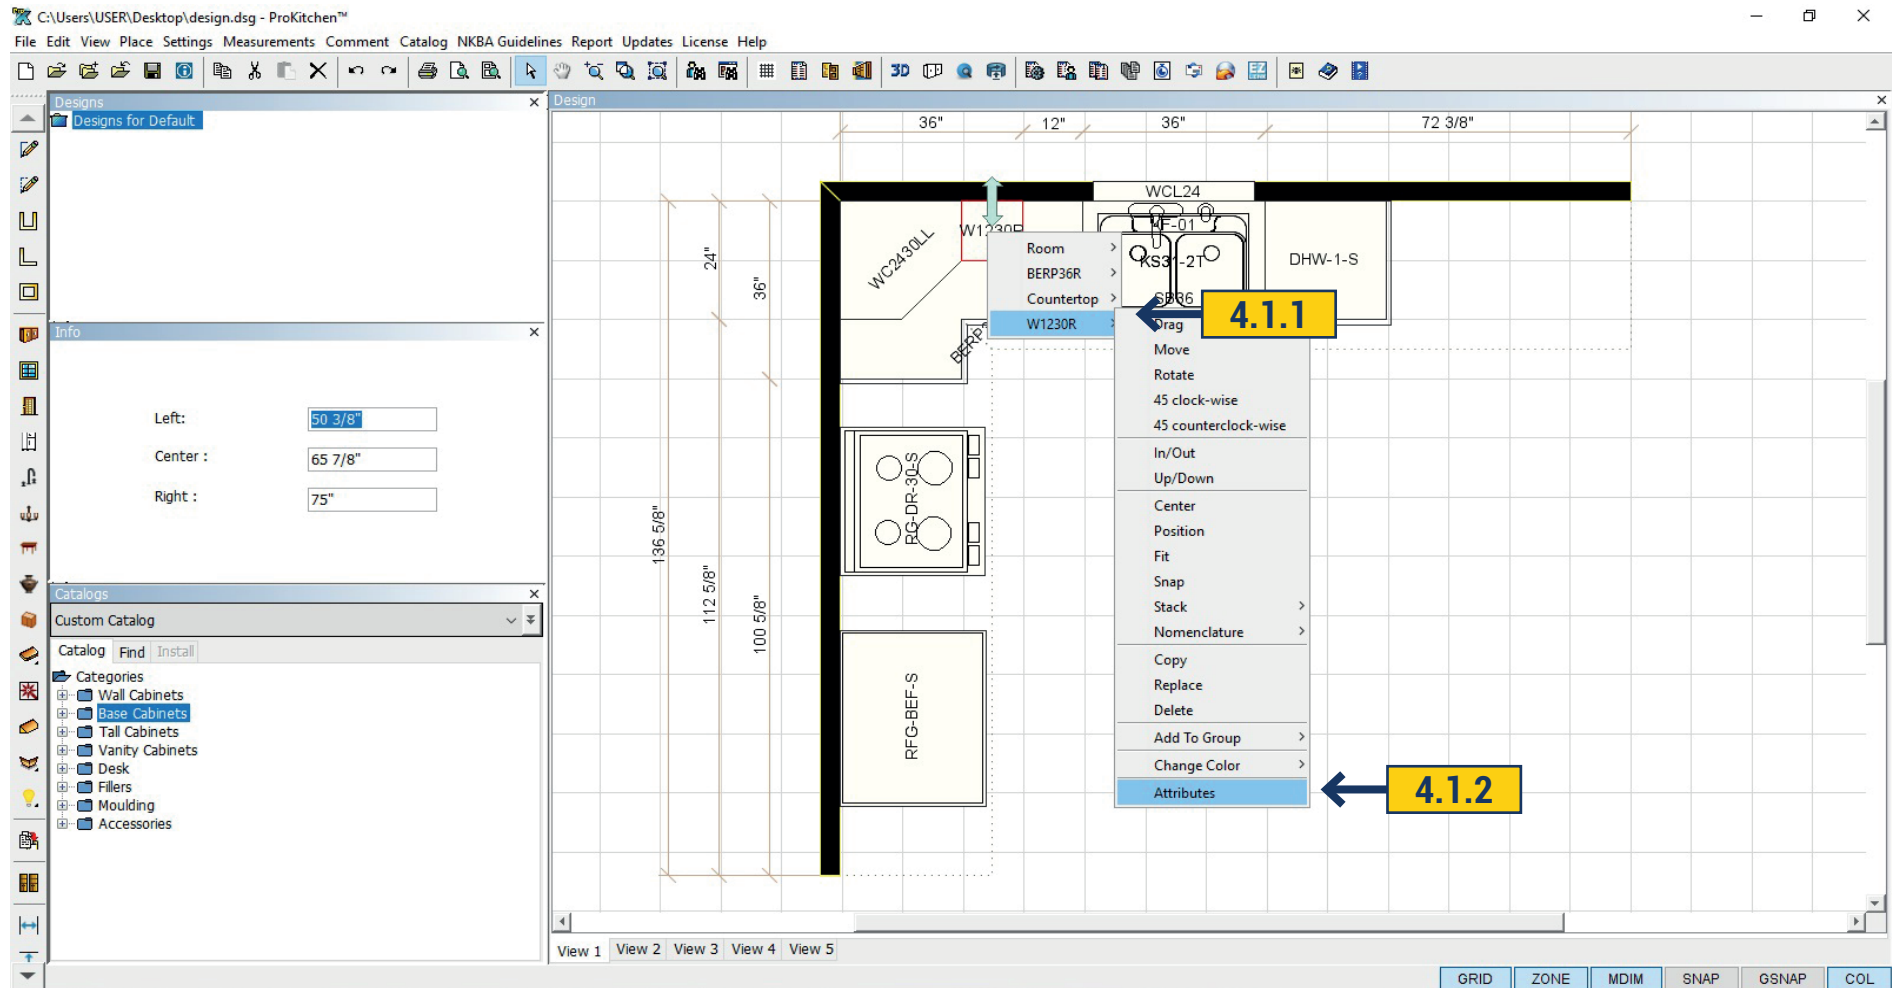 C:\Users\USER\Desktop\design.dsg - ProKitchen™
File Edit View Place Settings Measurements Comment Catalog NKBA Guidelines Report Updates License Help
3D
EZ
Designs
Designs for Default
Info
Left: 50 3/8"
Center : 65 7/8"
Right : 75"
Catalogs
Custom Catalog
Catalog Find Install
Categories
Wall Cabinets
Base Cabinets
Tall Cabinets
Vanity Cabinets
Desk
Fillers
Moulding
Accessories
Design
36" 12" 36" 72 3/8"
WCL24
W1230R
WC2430LL
KF-01
KS31-2T
SB36
DHW-1-S
24"
36"
RG-DR-30-S
136 5/8"
112 5/8"
100 5/8"
RFG-BEF-S
Room
BERP36R
Countertop
W1230R
4.1.1
Drag
Move
Rotate
45 clock-wise
45 counterclock-wise
In/Out
Up/Down
Center
Position
Fit
Snap
Stack
Nomenclature
Copy
Replace
Delete
Add To Group
Change Color
Attributes
4.1.2
View 1 View 2 View 3 View 4 View 5
GRID ZONE MDIM SNAP GSNAP COL